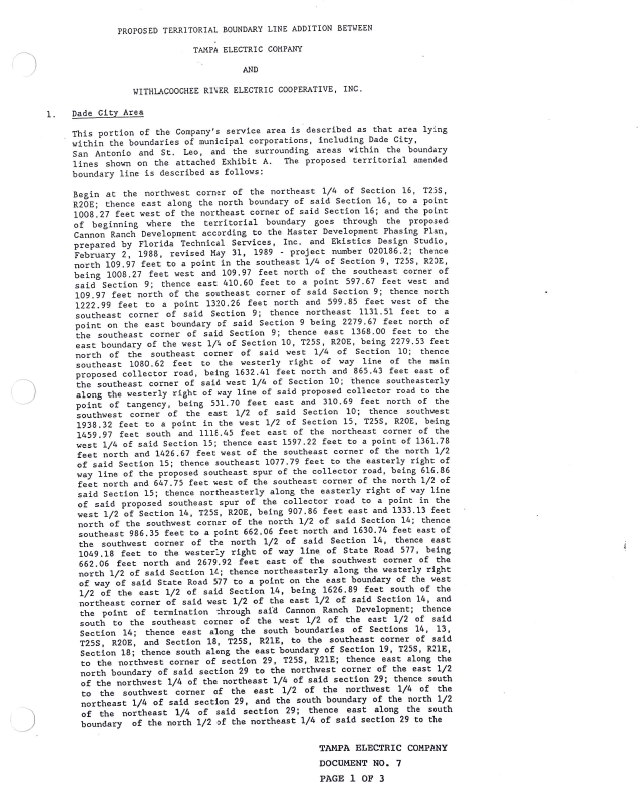 PROPOSED TERRITORIAL BOUNDARY LINE ADDITION BETWEEN
TAMPA ELECTRIC COMPANY
AND
WITHLACOOCHEE RIVER ELECTRIC COOPERATIVE, INC.
1. Dade City Area
This portion of the Company's service area is described as that area lying
within the boundaries of municipal corporations, including Dade City,
San Antonio and St. Leo, and the surrounding areas within the boundary
lines shown on the attached Exhibit A. The proposed territorial amended
boundary line is described as follows:
Begin at the northwest corner of the northeast 1/4 of Section 16, T25S,
R20E; thence east along the north boundary of said Section 16, to a point
1008.27 feet west of the northeast corner of said Section 16; and the point
of beginning where the territorial boundary goes through the proposed
Cannon Ranch Development according to the Master Development Phasing Plan,
prepared by Florida Technical Services, Inc. and Ekistics Design Studio,
February 2, 1988, revised May 31, 1989 - project number 020186.2; thence
north 109.97 feet to a point in the southeast 1/4 of Section 9, T25S, R20E,
being 1008.27 feet west and 109.97 feet north of the southeast corner of
said Section 9; thence east 410.60 feet to a point 597.67 feet west and
109.97 feet north of the southeast corner of said Section 9; thence north
1222.99 feet to a point 1320.26 feet north and 599.85 feet west of the
southeast corner of said Section 9; thence northeast 1131.51 feet to a
point on the east boundary of said Section 9 being 2279.67 feet north of
the southeast corner of said Section 9; thence east 1368.00 feet to the
east boundary of the west 1/4 of Section 10, T25S, R20E, being 2279.53 feet
north of the southeast corner of said west 1/4 of Section 10; thence
southeast 1080.62 feet to the westerly right of way line of the main
proposed collector road, being 1632.41 feet north and 865.43 feet east of
the southeast corner of said west 1/4 of Section 10; thence southeasterly
along the westerly right of way line of said proposed collector road to the
point of tangency, being 531.70 feet east and 310.69 feet north of the
southwest corner of the east 1/2 of said Section 10; thence southwest
1938.32 feet to a point in the west 1/2 of Section 15, T25S, R20E, being
1459.97 feet south and 1118.45 feet east of the northeast corner of the
west 1/4 of said Section 15; thence east 1597.22 feet to a point of 1361.78
feet north and 1426.67 feet west of the southeast corner of the north 1/2
of said Section 15; thence southeast 1077.79 feet to the easterly right of
way line of the proposed southeast spur of the collector road, being 616.86
feet north and 647.75 feet west of the southeast corner of the north 1/2 of
said Section 15; thence northeasterly along the easterly right of way line
of said proposed southeast spur of the collector road to a point in the
west 1/2 of Section 14, T25S, R20E, being 907.86 feet east and 1333.13 feet
north of the southwest corner of the north 1/2 of said Section 14; thence
southeast 986.35 feet to a point 662.06 feet north and 1630.74 feet east of
the southwest corner of the north 1/2 of said Section 14, thence east
1049.18 feet to the westerly right of way line of State Road 577, being
662.06 feet north and 2679.92 feet east of the southwest corner of the
north 1/2 of said Section 14; thence northeasterly along the westerly right
of way of said State Road 577 to a point on the east boundary of the west
1/2 of the east 1/2 of said Section 14, being 1626.89 feet south of the
northeast corner of said west 1/2 of the east 1/2 of said Section 14, and
the point of termination through said Cannon Ranch Development; thence
south to the southeast corner of the west 1/2 of the east 1/2 of said
Section 14; thence east along the south boundaries of Sections 14, 13,
T25S, R20E, and Section 18, T25S, R21E, to the southeast corner of said
Section 18; thence south along the east boundary of Section 19, T25S, R21E,
to the northwest corner of section 29, T25S, R21E; thence east along the
north boundary of said section 29 to the northwest corner of the east 1/2
of the northwest 1/4 of the northeast 1/4 of said section 29; thence south
to the southwest corner of the east 1/2 of the northwest 1/4 of the
northeast 1/4 of said section 29, and the south boundary of the north 1/2
of the northeast 1/4 of said section 29; thence east along the south
boundary of the north 1/2 of the northeast 1/4 of said section 29 to the
TAMPA ELECTRIC COMPANY
DOCUMENT NO. 7
PAGE 1 OF 3